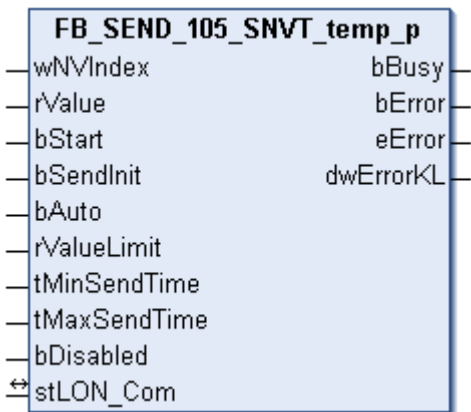 FB_SEND_105_SNVT_temp_p
wNVIndex bBusy
rValue bError
bStart eError
bSendInit dwErrorKL
bAuto
rValueLimit
tMinSendTime
tMaxSendTime
bDisabled
stLON_Com